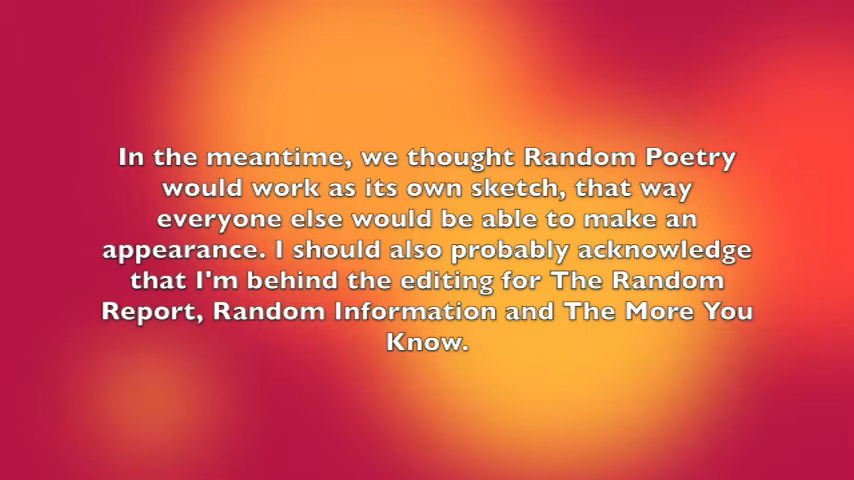 In the meantime, we thought Random Poetry
would work as its own sketch, that way
everyone else would be able to make an
appearance. I should also probably acknowledge
that I'm behind the editing for The Random
Report, Random Information and The More You
Know.